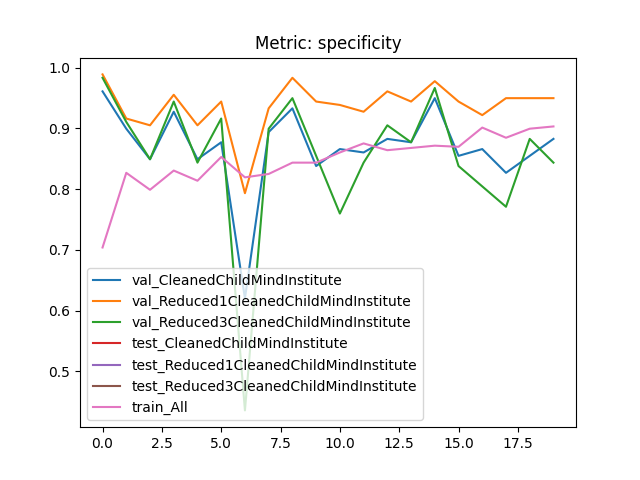 Metric: specificity
1.0
0.9
0.8
0.7
0.6
0.5
val_CleanedChildMindInstitute
val_Reduced1CleanedChildMindInstitute
val_Reduced3CleanedChildMindInstitute
test_CleanedChildMindInstitute
test_Reduced1CleanedChildMindInstitute
test_Reduced3CleanedChildMindInstitute
train_All
0.0 2.5 5.0 7.5 10.0 12.5 15.0 17.5